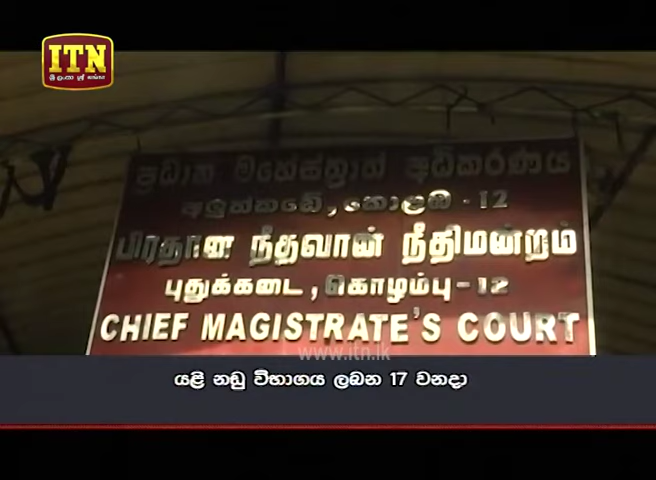 ITN
ශ්‍රී ලංකා ஸ்ரீ லங்கா
ප්‍රධාන මහේස්ත්‍රාත් අධිකරණය
අලුත්කඩේ, කොළඹ - 12
பிரதான நீதவான் நீதிமன்றம்
புதுக்கடை, கொழும்பு - 12
CHIEF MAGISTRATE'S COURT
www.itn.lk
යළි නඩු විභාගය ලබන 17 වනදා